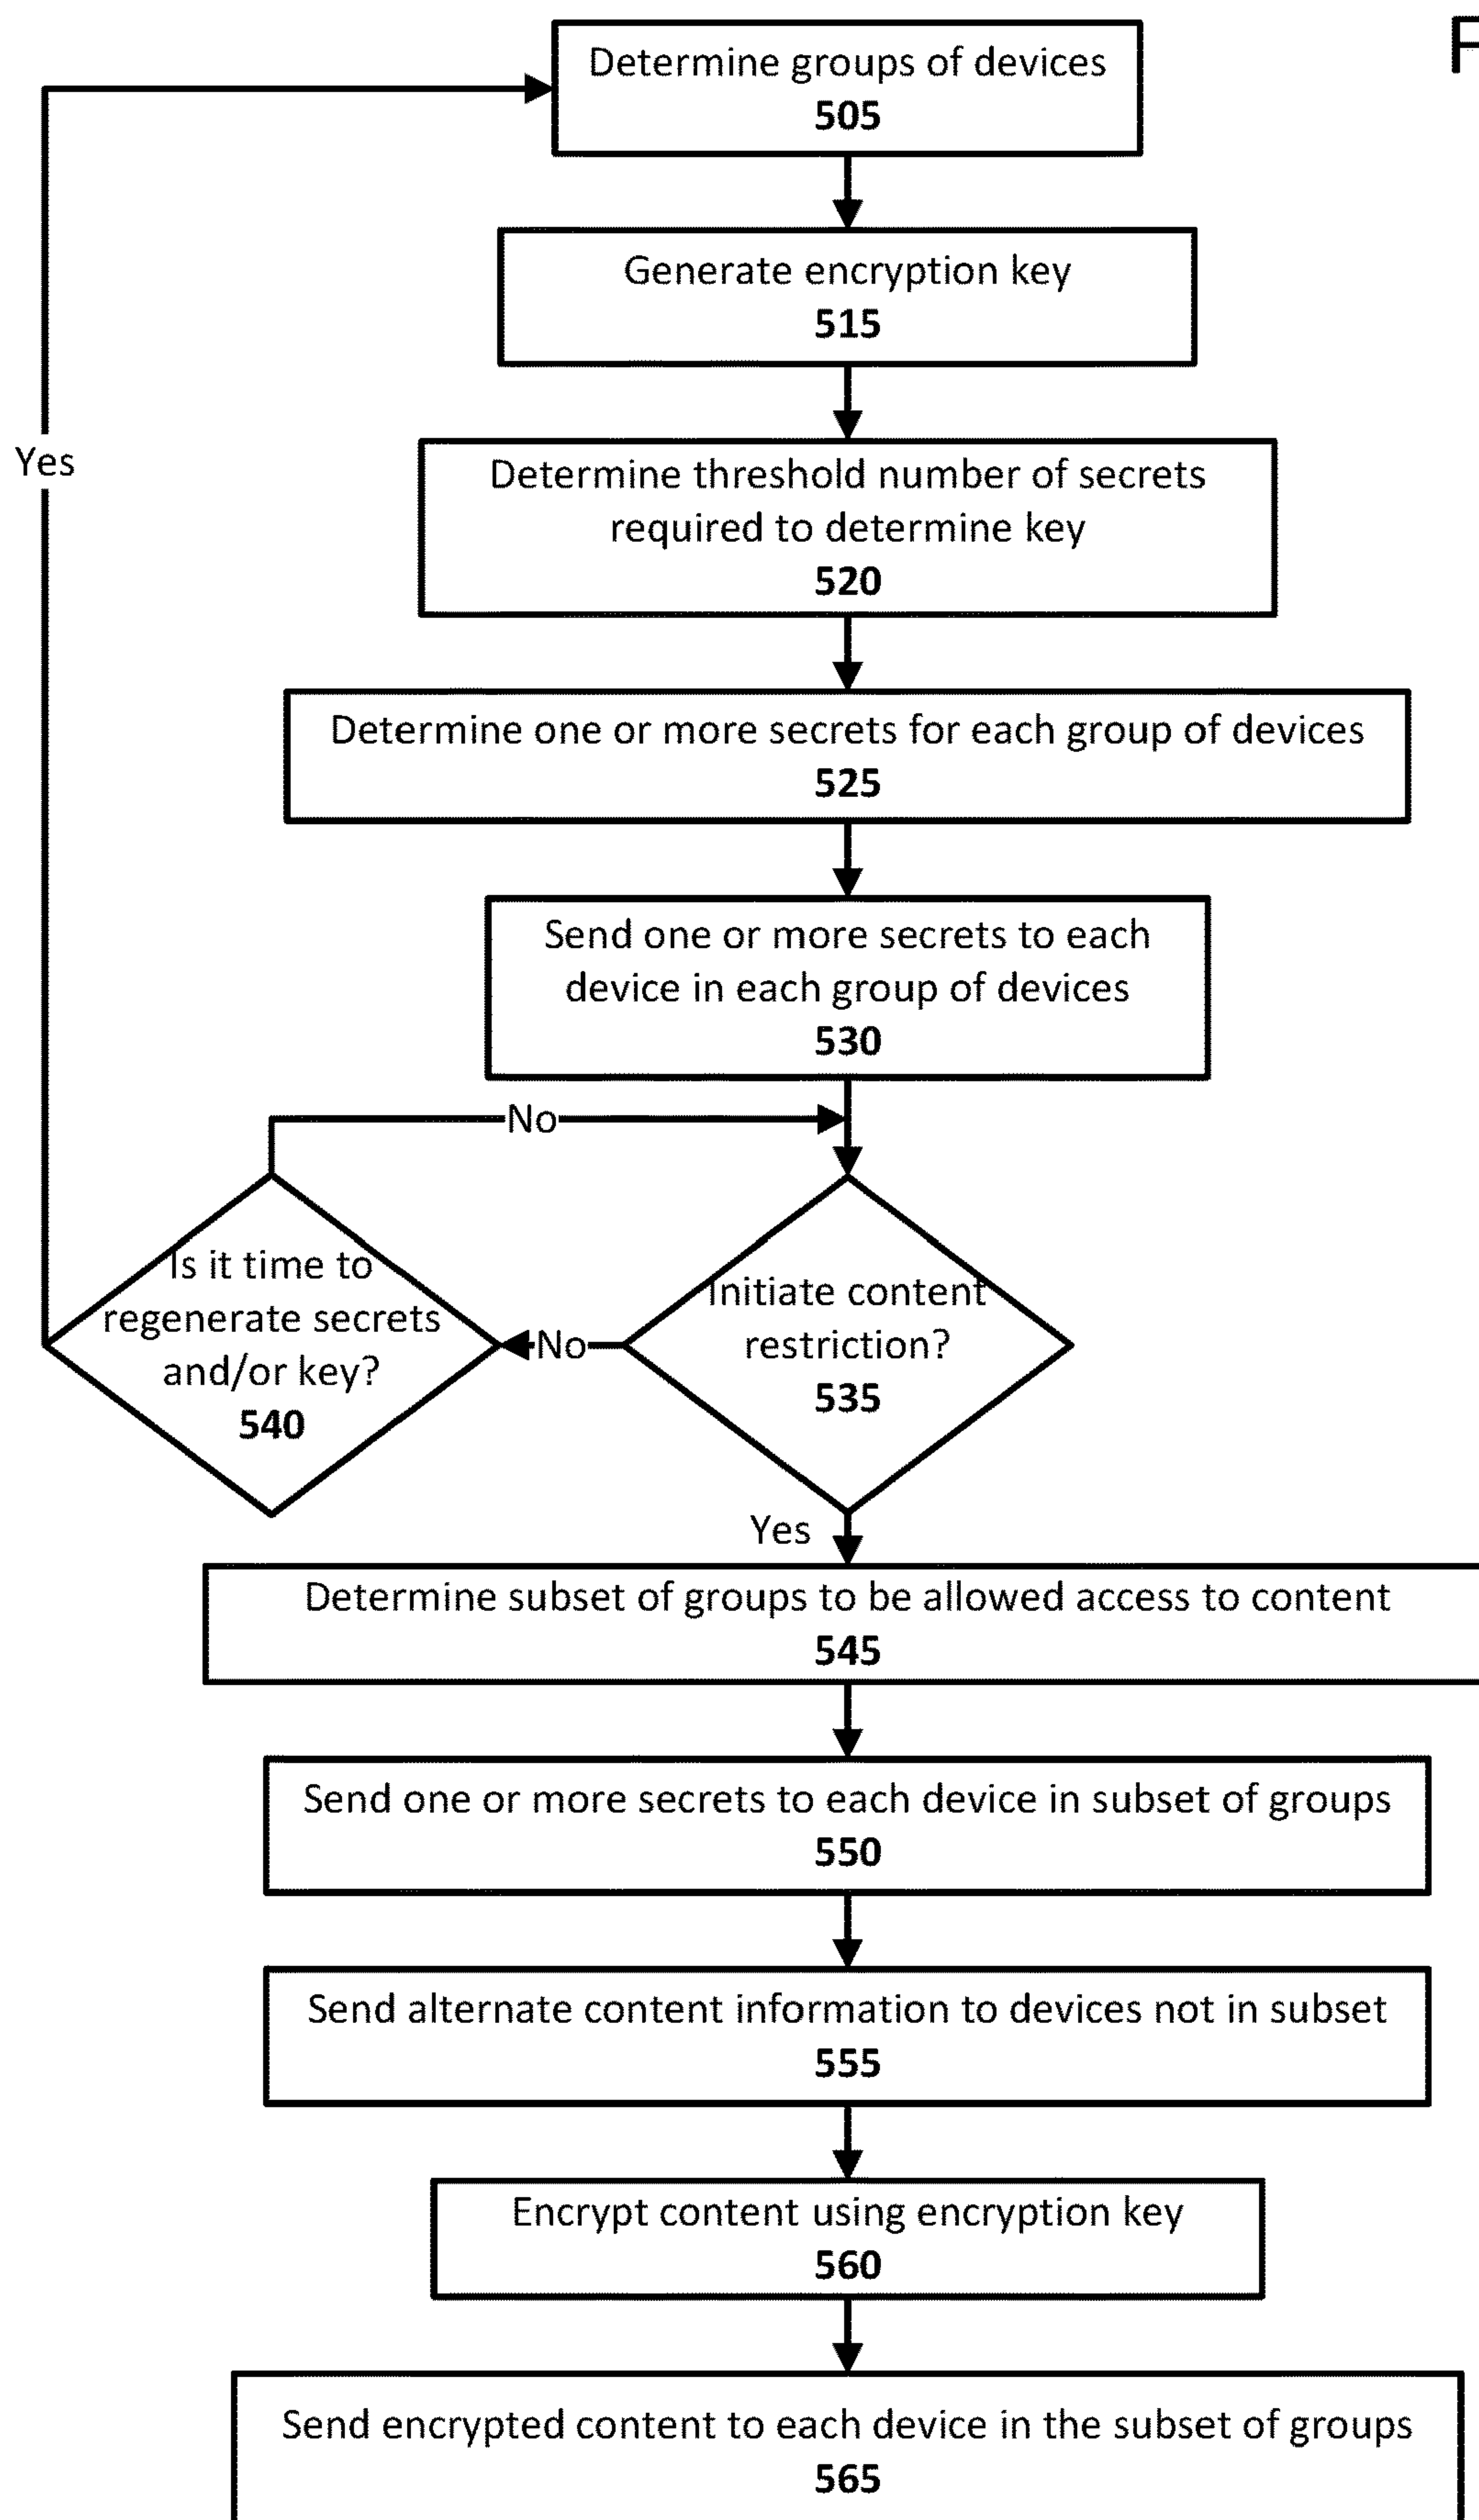 Determine groups of devices
505
Generate encryption key
515
Yes
Determine threshold number of secrets
required to determine key
520
Determine one or more secrets for each group of devices
525
Send one or more secrets to each
device in each group of devices
530
No
Is it time to
regenerate secrets
and/or key?
540
No
Initiate content
restriction?
535
Yes
Determine subset of groups to be allowed access to content
545
Send one or more secrets to each device in subset of groups
550
Send alternate content information to devices not in subset
555
Encrypt content using encryption key
560
Send encrypted content to each device in the subset of groups
565